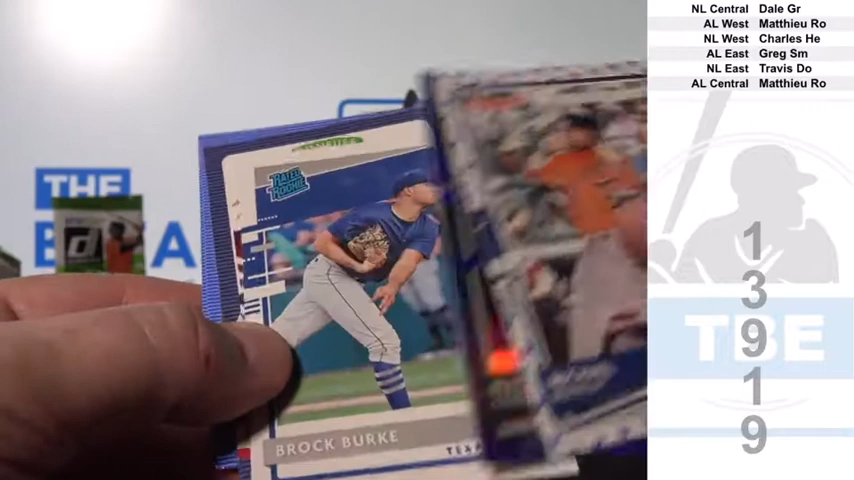 NL Central Dale Gr
AL West Matthieu Ro
NL West Charles He
AL East Greg Sm
NL East Travis Do
AL Central Matthieu Ro
THE
RATED ROOKIE
BROCK BURKE
TBE
1
3
9
1
9